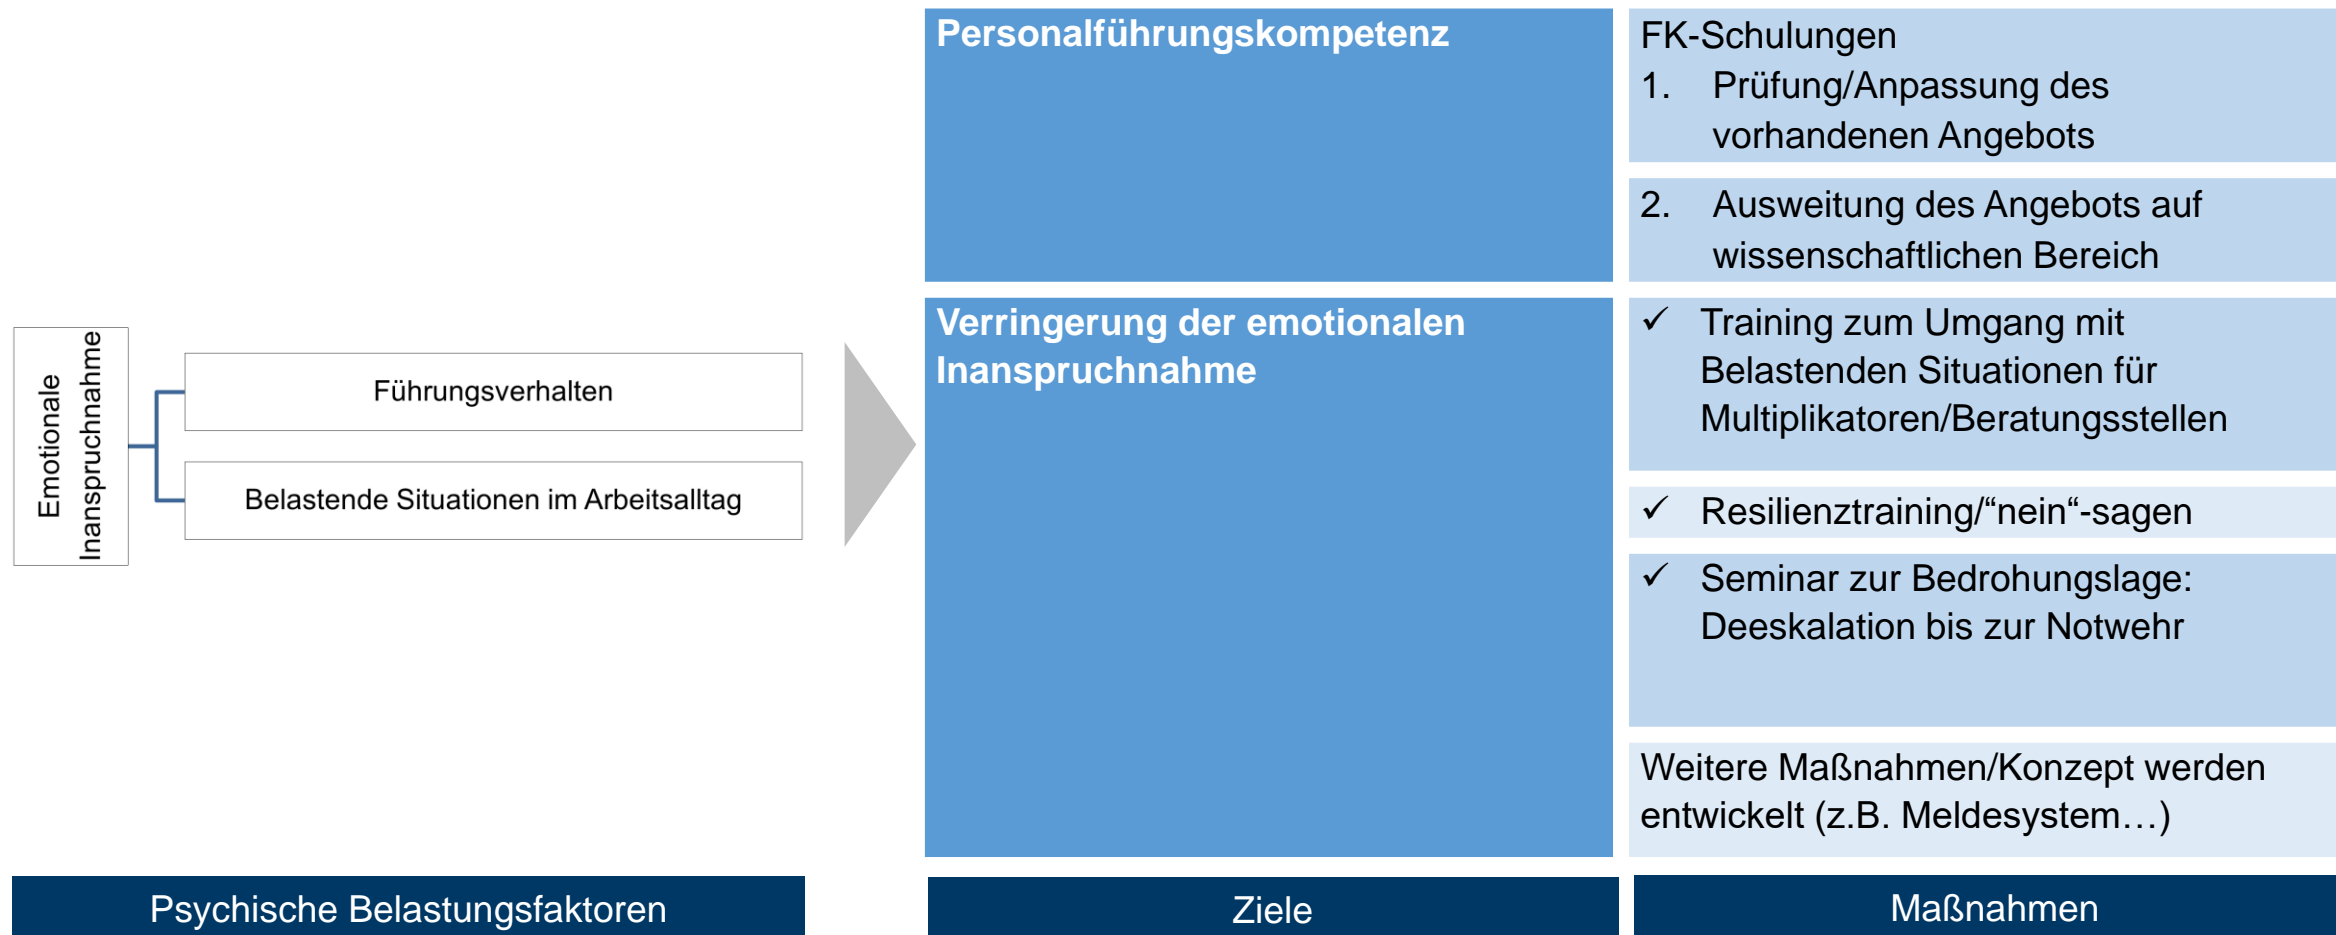 Emotionale
Inanspruchnahme
Führungsverhalten
Belastende Situationen im Arbeitsalltag
Psychische Belastungsfaktoren
Personalführungskompetenz
Verringerung der emotionalen
Inanspruchnahme
Ziele
FK-Schulungen
1. Prüfung/Anpassung des
vorhandenen Angebots
2. Ausweitung des Angebots auf
wissenschaftlichen Bereich
✓ Training zum Umgang mit
Belastenden Situationen für
Multiplikatoren/Beratungsstellen
✓ Resilienztraining/“nein“-sagen
✓ Seminar zur Bedrohungslage:
Deeskalation bis zur Notwehr
Weitere Maßnahmen/Konzept werden
entwickelt (z.B. Meldesystem…)
Maßnahmen